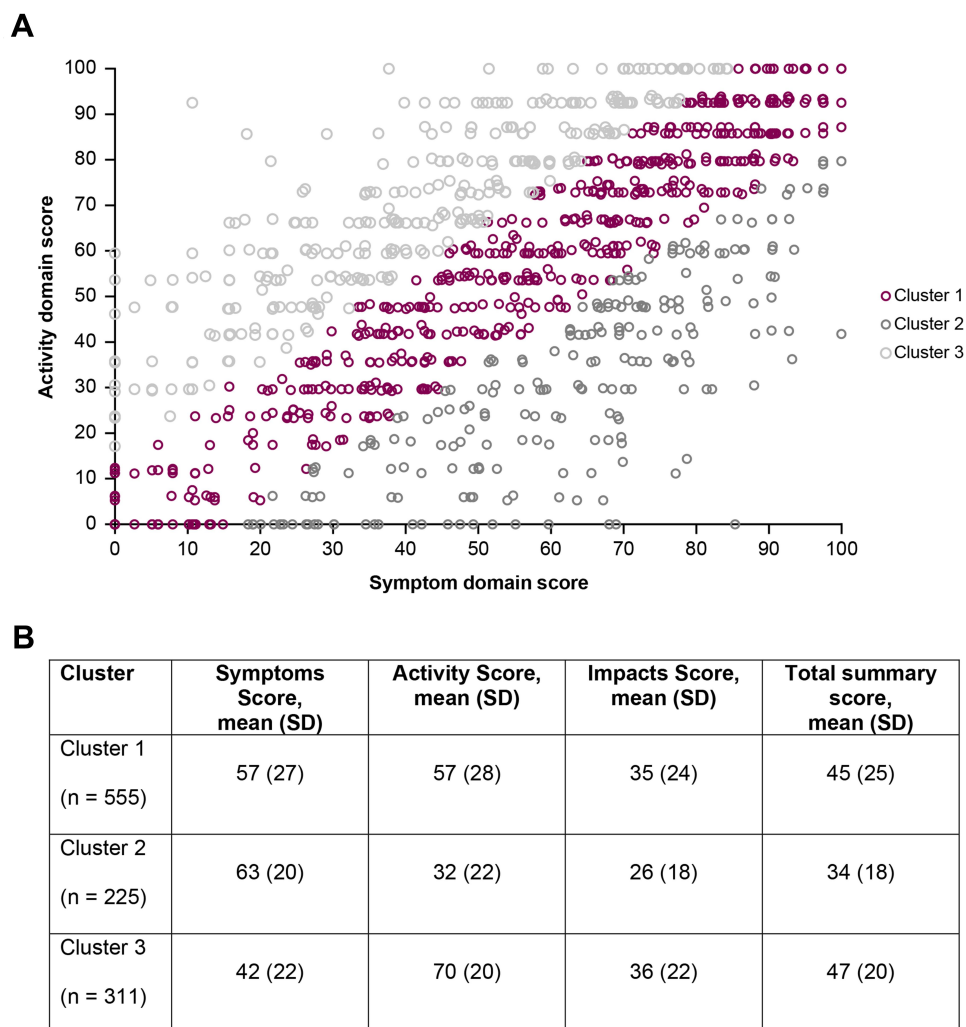 A
100
90
80
70
60
50
40
30
20
10
0
Activity domain score
0 10 20 30 40 50 60 70 80 90 100
Symptom domain score
Cluster 1
Cluster 2
Cluster 3
B
Cluster
Symptoms
Score,
mean (SD)
Activity Score,
mean (SD)
Impacts Score,
mean (SD)
Total summary
score,
mean (SD)
Cluster 1
(n = 555)
57 (27)
57 (28)
35 (24)
45 (25)
Cluster 2
(n = 225)
63 (20)
32 (22)
26 (18)
34 (18)
Cluster 3
(n = 311)
42 (22)
70 (20)
36 (22)
47 (20)